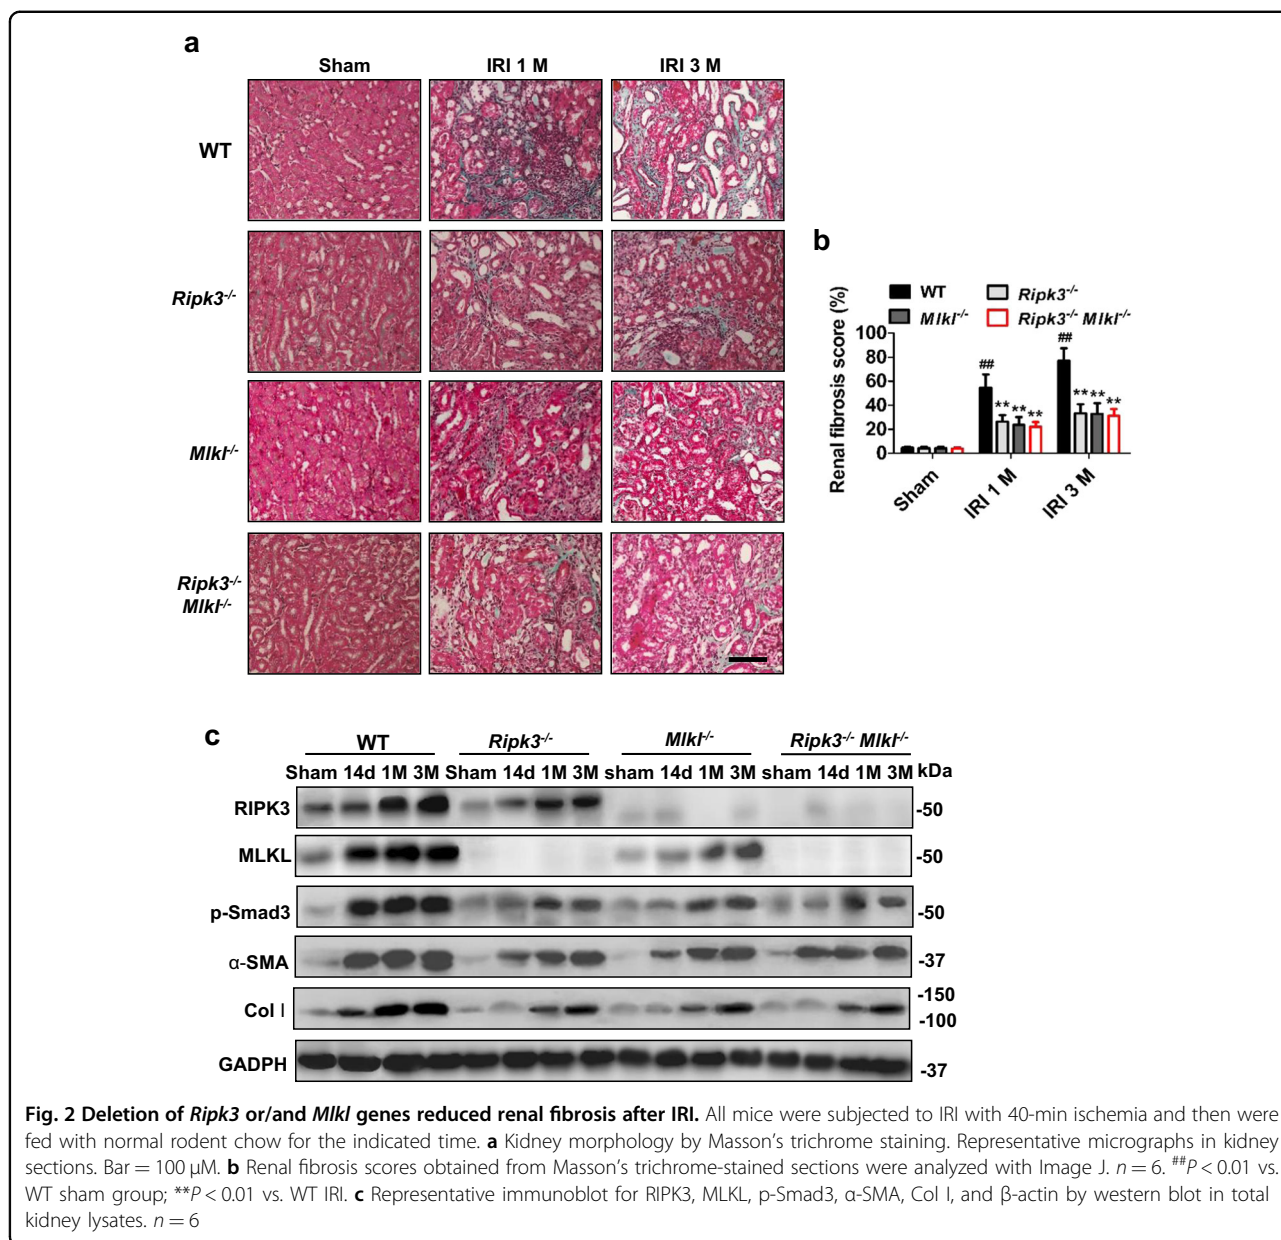 a
Sham IRI 1 M IRI 3 M
WT
Ripk3-/-
Mlkl-/-
Ripk3-/-
Mlkl-/-
b
WT Ripk3-/-
Mlkl-/- Ripk3-/- Mlkl-/-
Renal fibrosis score (%)
100
80
60
40
20
0
## ** ** **
## ** ** **
Sham IRI 1 M IRI 3 M
c
WT Ripk3-/- Mlkl-/- Ripk3-/- Mlkl-/-
Sham 14d 1M 3M Sham 14d 1M 3M sham 14d 1M 3M sham 14d 1M 3M kDa
RIPK3 -50
MLKL -50
p-Smad3 -50
α-SMA -37
Col I -150
-100
GADPH -37
Fig. 2 Deletion of Ripk3 or/and Mlkl genes reduced renal fibrosis after IRI. All mice were subjected to IRI with 40-min ischemia and then were
fed with normal rodent chow for the indicated time. a Kidney morphology by Masson's trichrome staining. Representative micrographs in kidney
sections. Bar = 100 μM. b Renal fibrosis scores obtained from Masson's trichrome-stained sections were analyzed with Image J. n = 6. ##P < 0.01 vs.
WT sham group; **P < 0.01 vs. WT IRI. c Representative immunoblot for RIPK3, MLKL, p-Smad3, α-SMA, Col I, and β-actin by western blot in total
kidney lysates. n = 6